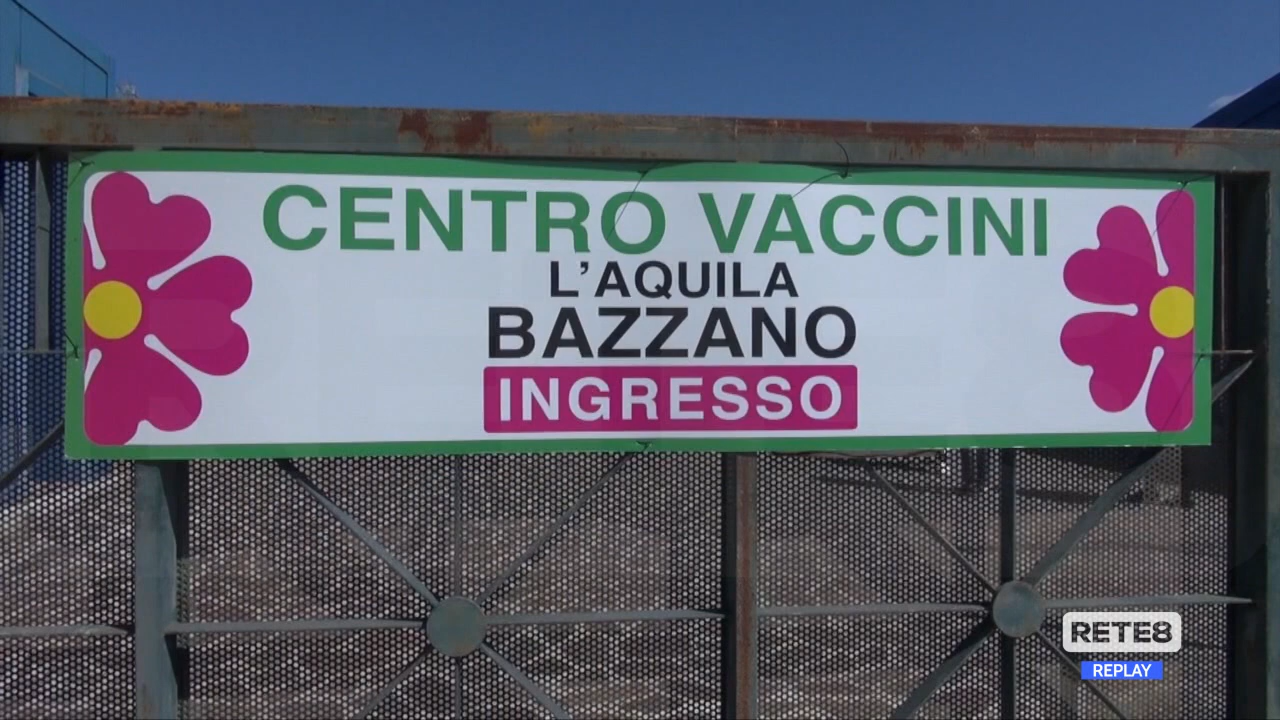 CENTRO VACCINI
L'AQUILA
BAZZANO
INGRESSO
RETE8
REPLAY